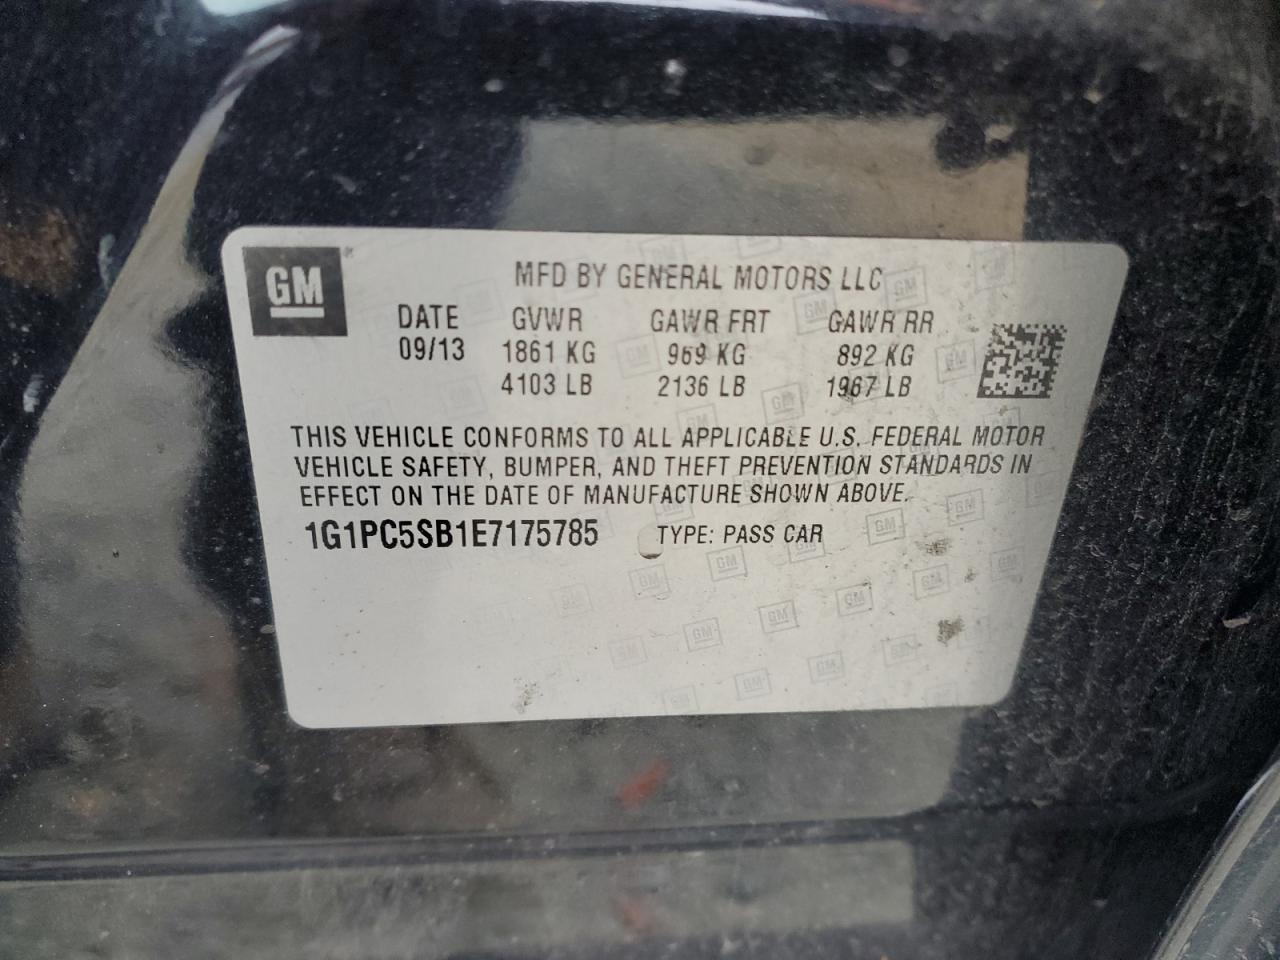 GM
MFD BY GENERAL MOTORS LLC
DATE GVWR GAWR FRT GAWR RR
09/13 1861 KG 969 KG 892 KG
4103 LB 2136 LB 1967 LB
THIS VEHICLE CONFORMS TO ALL APPLICABLE U.S. FEDERAL MOTOR
VEHICLE SAFETY, BUMPER, AND THEFT PREVENTION STANDARDS IN
EFFECT ON THE DATE OF MANUFACTURE SHOWN ABOVE.
1G1PC5SB1E7175785 TYPE: PASS CAR